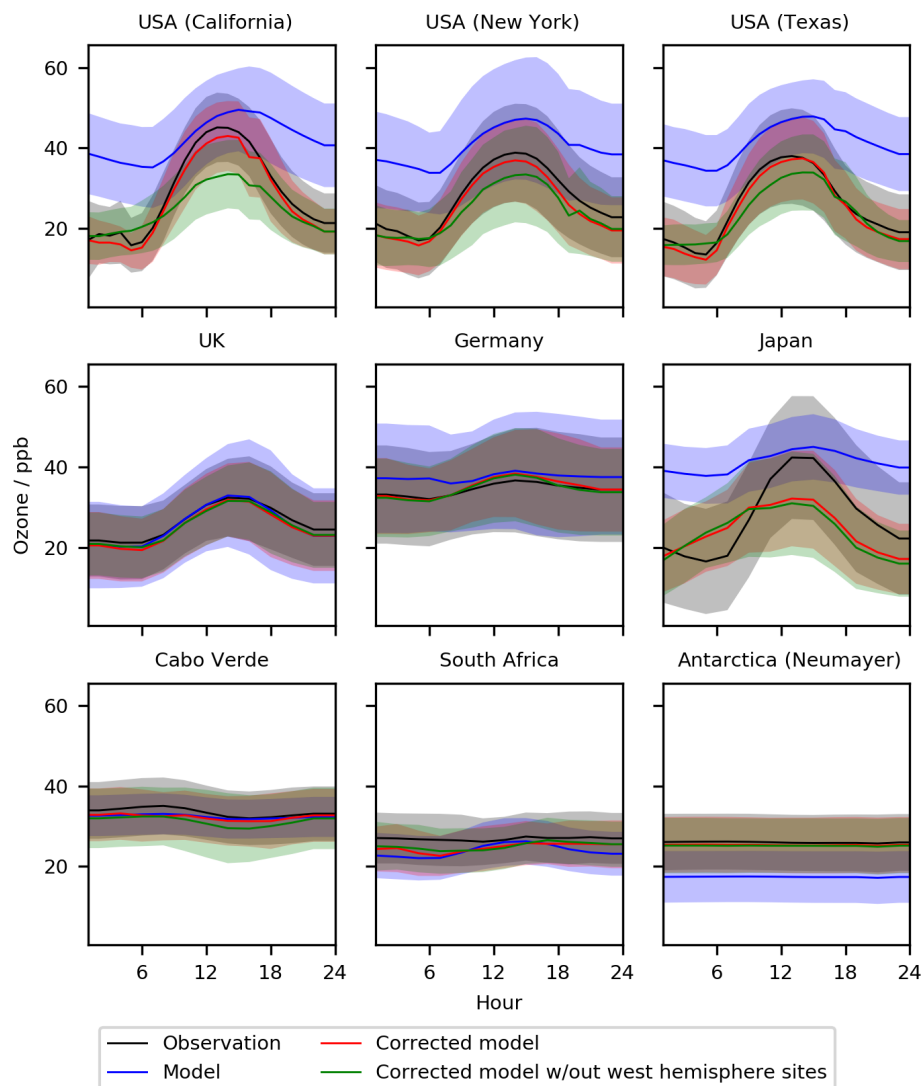 USA (California) USA (New York) USA (Texas)
60
40
20
UK Germany Japan
60
40
20
Ozone / ppb
Cabo Verde South Africa Antarctica (Neumayer)
60
40
20
6 12 18 24 6 12 18 24 6 12 18 24
Hour
Observation Corrected model
Model Corrected model w/out west hemisphere sites